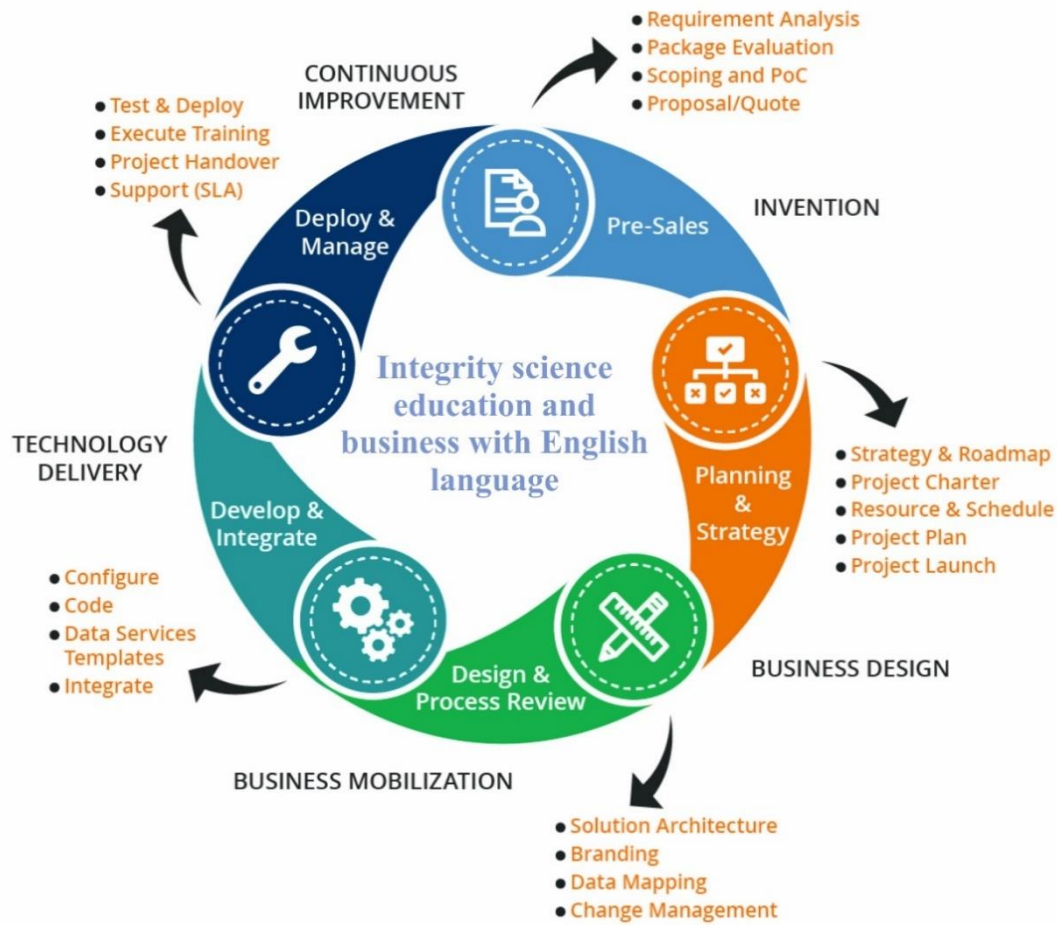 ● Requirement Analysis
● Package Evaluation
● Scoping and PoC
● Proposal/Quote
CONTINUOUS
IMPROVEMENT
● Test & Deploy
● Execute Training
● Project Handover
● Support (SLA)
Deploy &
Manage
Pre-Sales
INVENTION
Integrity science
education and
business with English
language
TECHNOLOGY
DELIVERY
Planning
&
Strategy
● Strategy & Roadmap
● Project Charter
● Resource & Schedule
● Project Plan
● Project Launch
Develop &
Integrate
● Configure
● Code
● Data Services
Templates
● Integrate
Design &
Process Review
BUSINESS DESIGN
BUSINESS MOBILIZATION
● Solution Architecture
● Branding
● Data Mapping
● Change Management